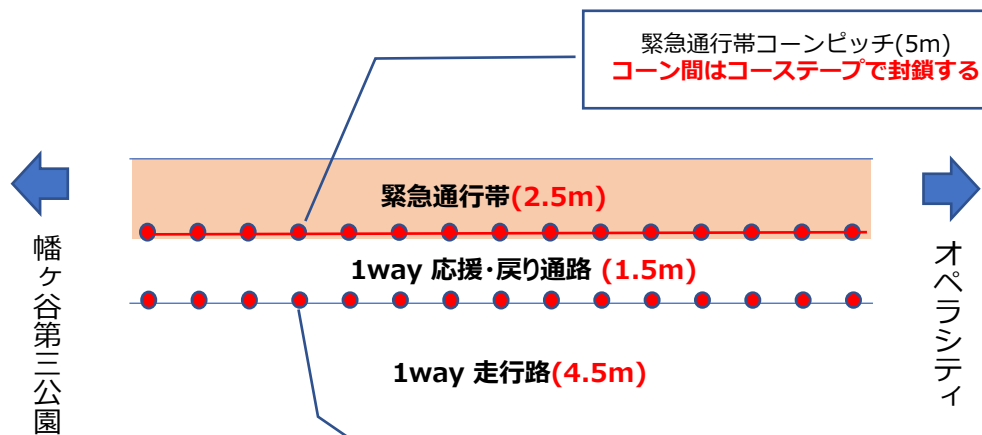 緊急通行帯コーンピッチ(5m)
コーン間はコーステープで封鎖する
緊急通行帯(2.5m)
1way 応援・戻り通路 (1.5m)
1way 走行路(4.5m)
幡ヶ谷第三公園
オペラシティ